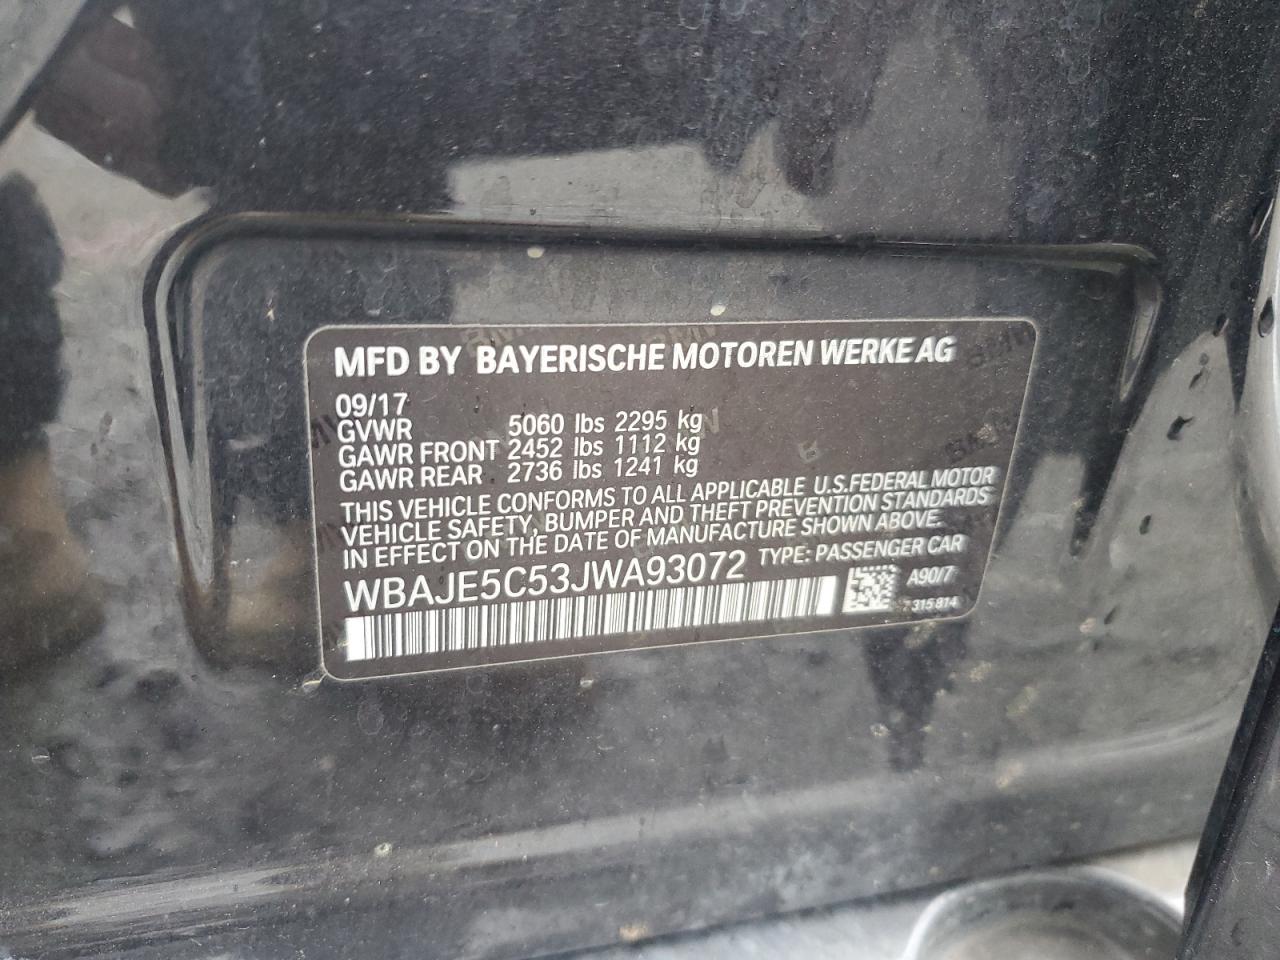 MFD BY BAYERISCHE MOTOREN WERKE AG
09/17
GVWR 5060 lbs 2295 kg
GAWR FRONT 2452 lbs 1112 kg
GAWR REAR 2736 lbs 1241 kg
THIS VEHICLE CONFORMS TO ALL APPLICABLE U.S.FEDERAL MOTOR
VEHICLE SAFETY, BUMPER AND THEFT PREVENTION STANDARDS
IN EFFECT ON THE DATE OF MANUFACTURE SHOWN ABOVE.
WBAJE5C53JWA93072 TYPE: PASSENGER CAR
A90/7
315814